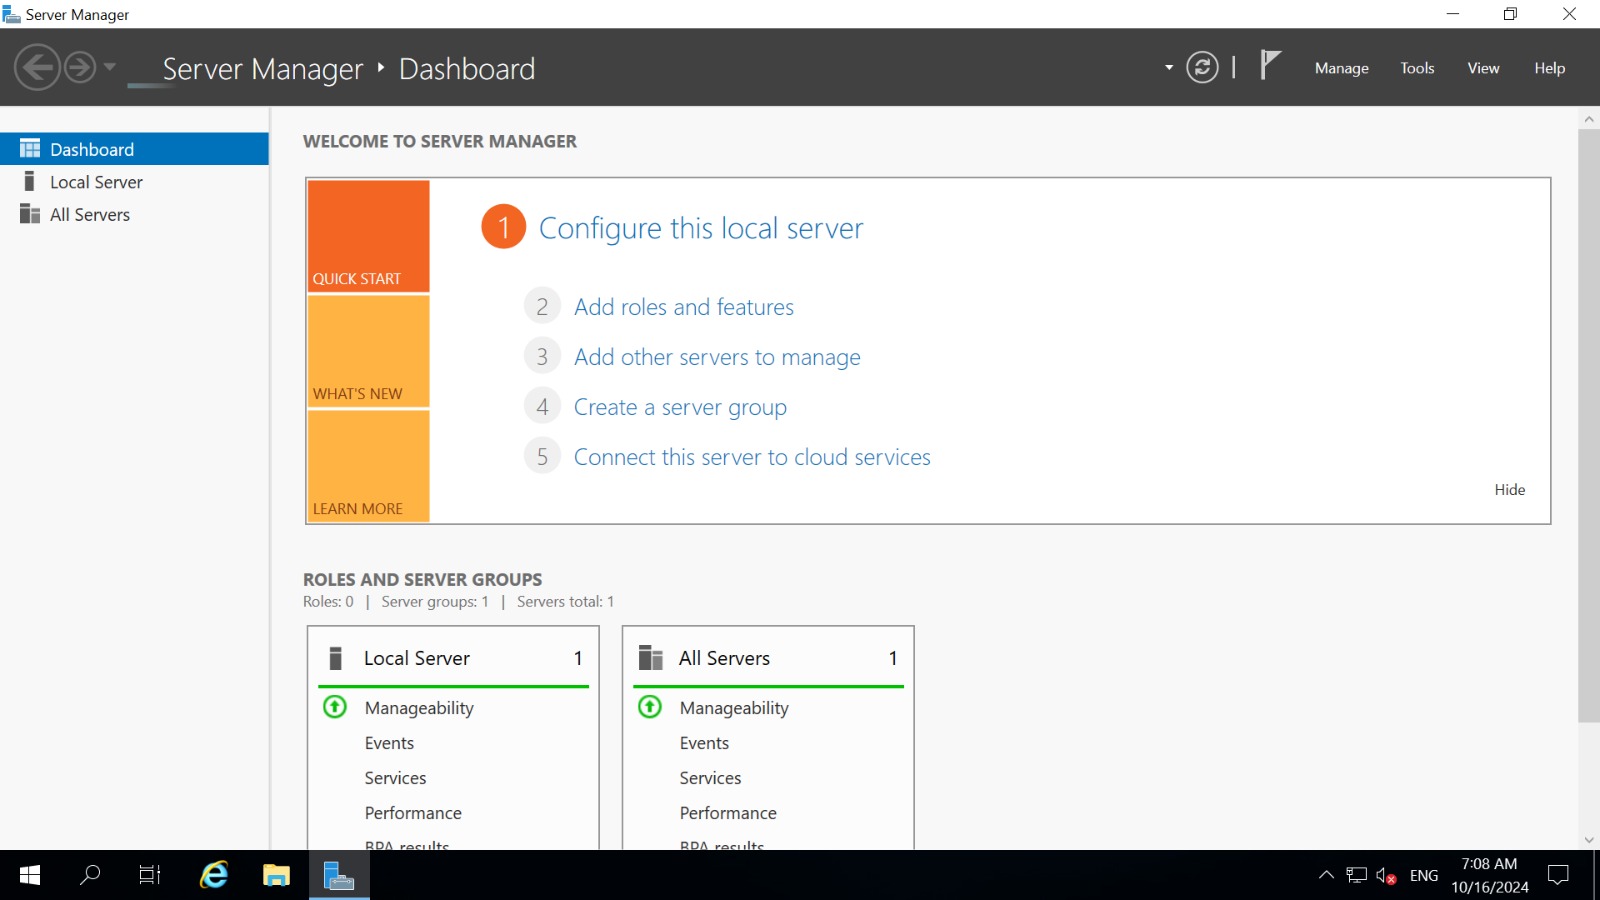 Server Manager
Server Manager ‣ Dashboard
Manage
Tools
View
Help
Dashboard
Local Server
All Servers
WELCOME TO SERVER MANAGER
QUICK START
WHAT'S NEW
LEARN MORE
1 Configure this local server
2 Add roles and features
3 Add other servers to manage
4 Create a server group
5 Connect this server to cloud services
Hide
ROLES AND SERVER GROUPS
Roles: 0 | Server groups: 1 | Servers total: 1
Local Server 1
Manageability
Events
Services
Performance
BPA results
All Servers 1
Manageability
Events
Services
Performance
BPA results
ENG
7:08 AM
10/16/2024